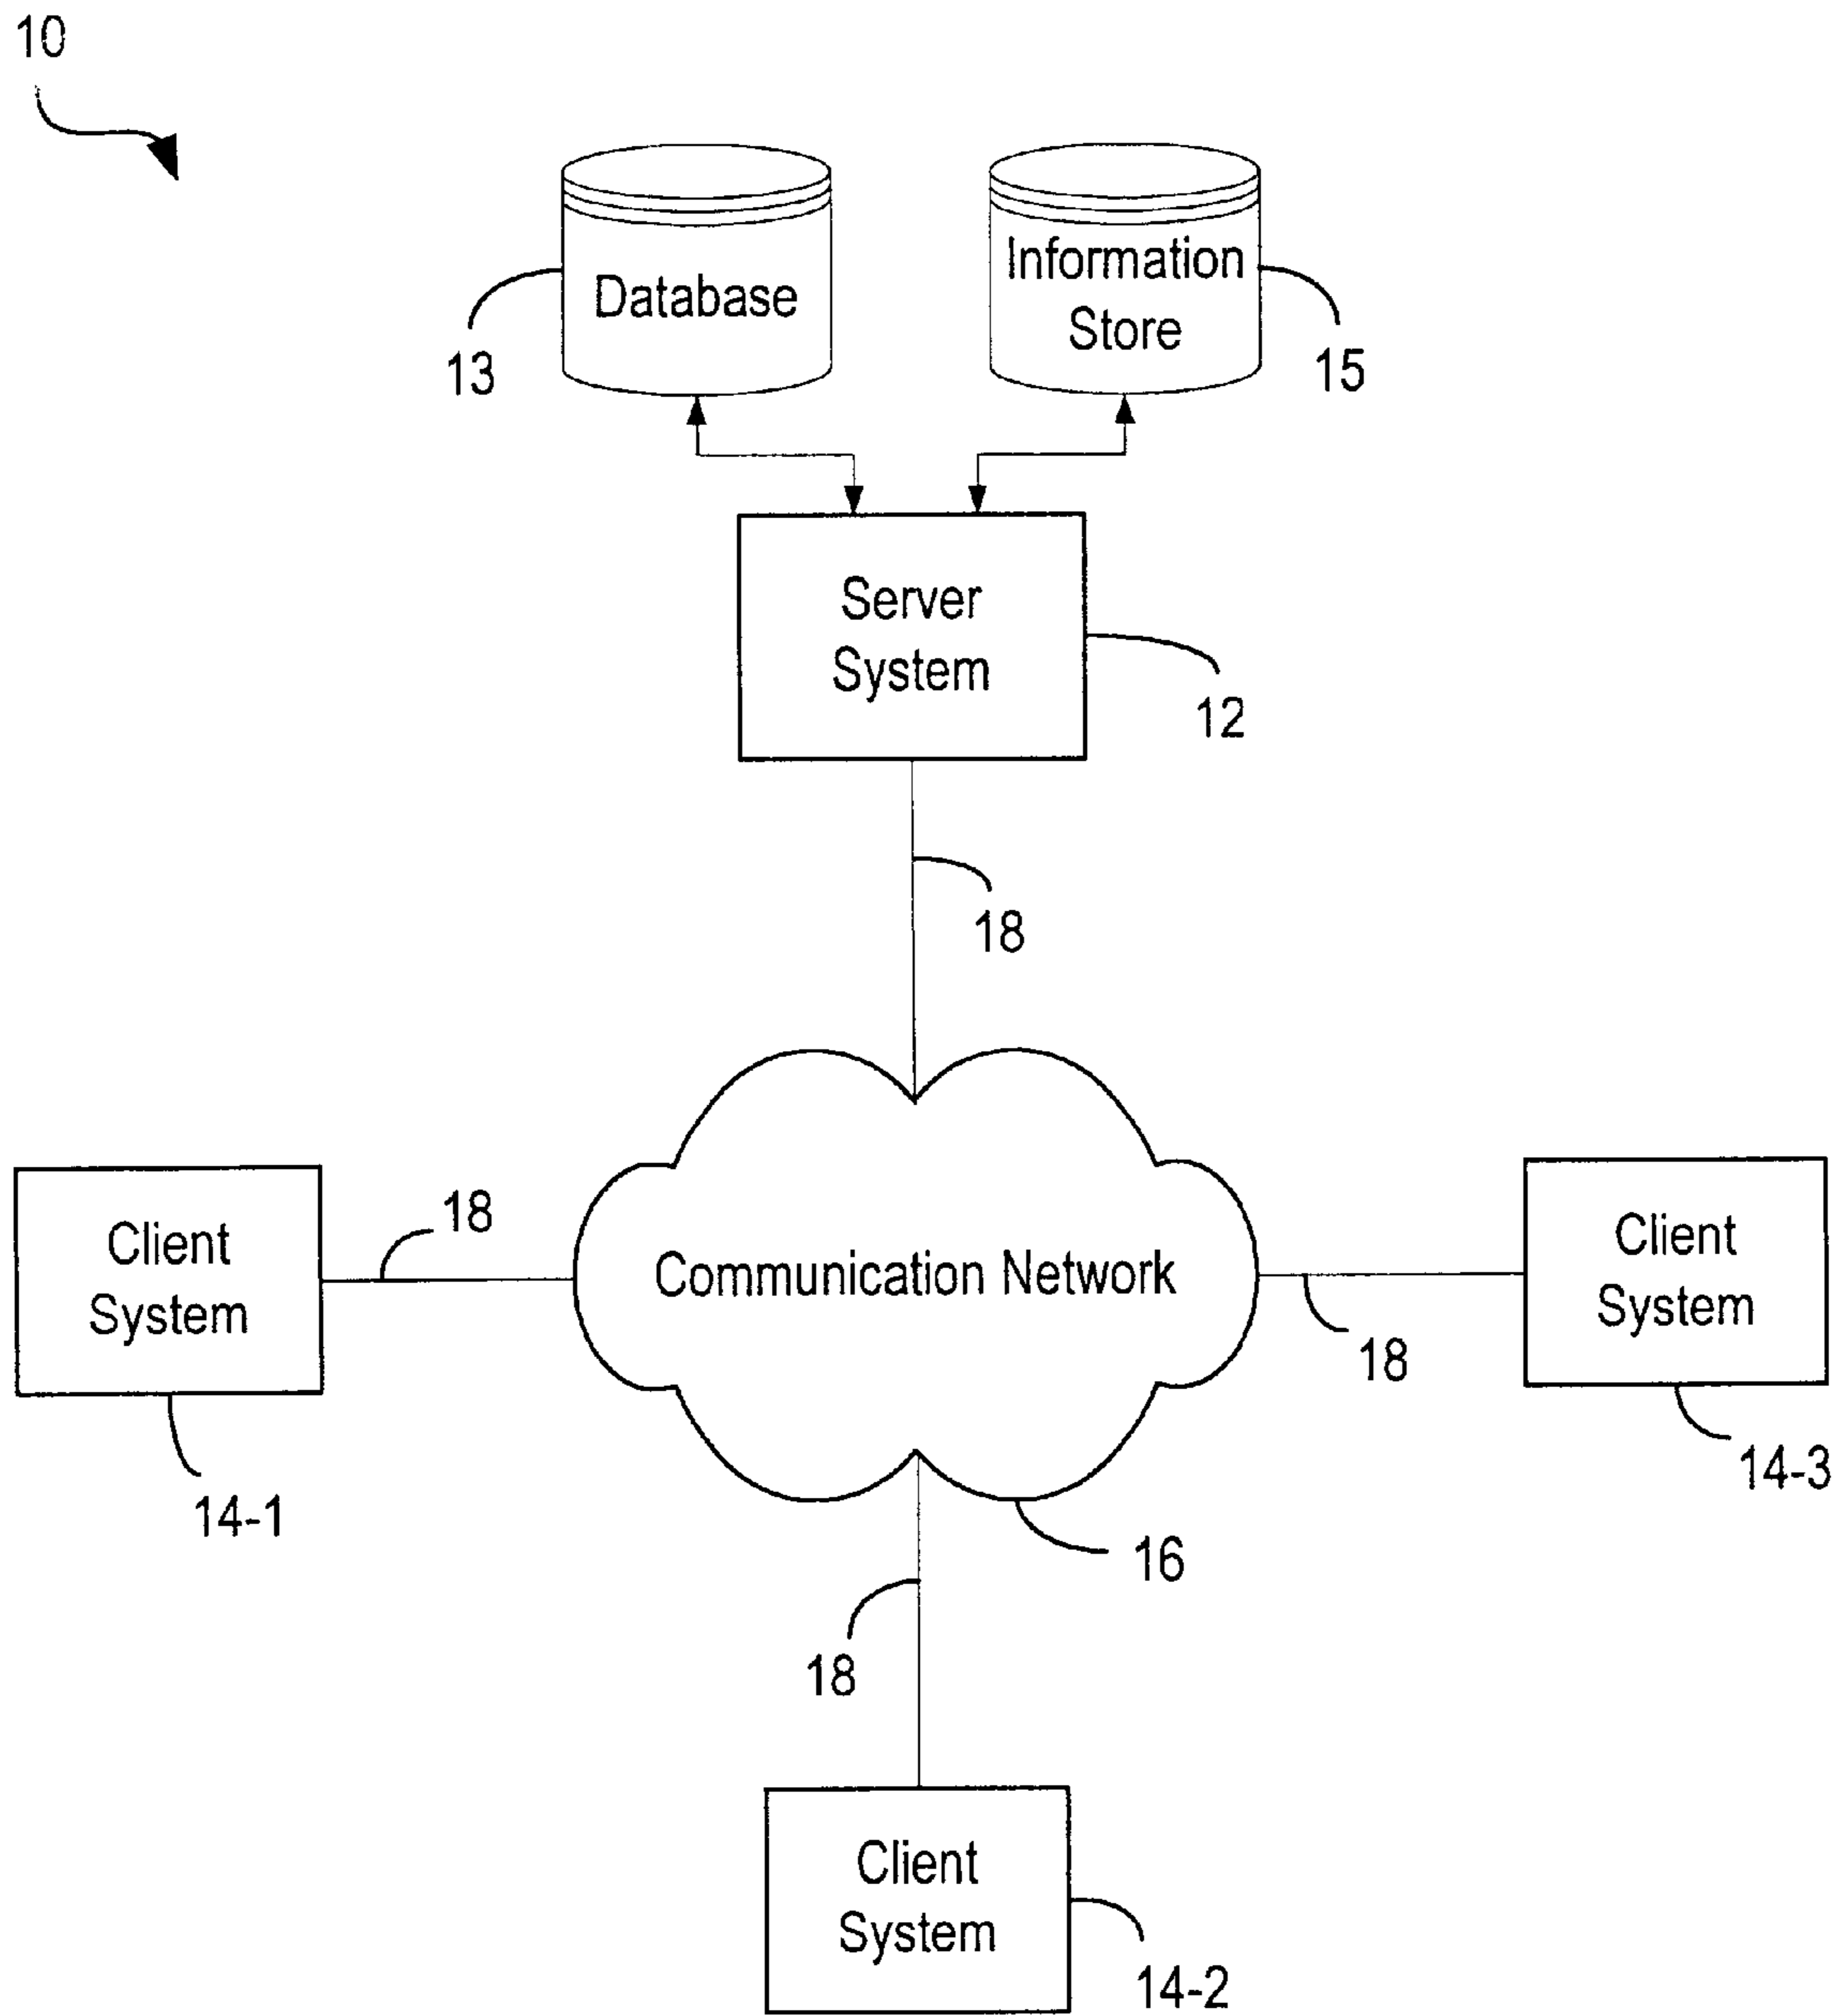 10
Database
13
Information
Store
15
Server
System
12
18
Client
System
14-1
18
Communication Network
16
18
Client
System
14-3
18
Client
System
14-2